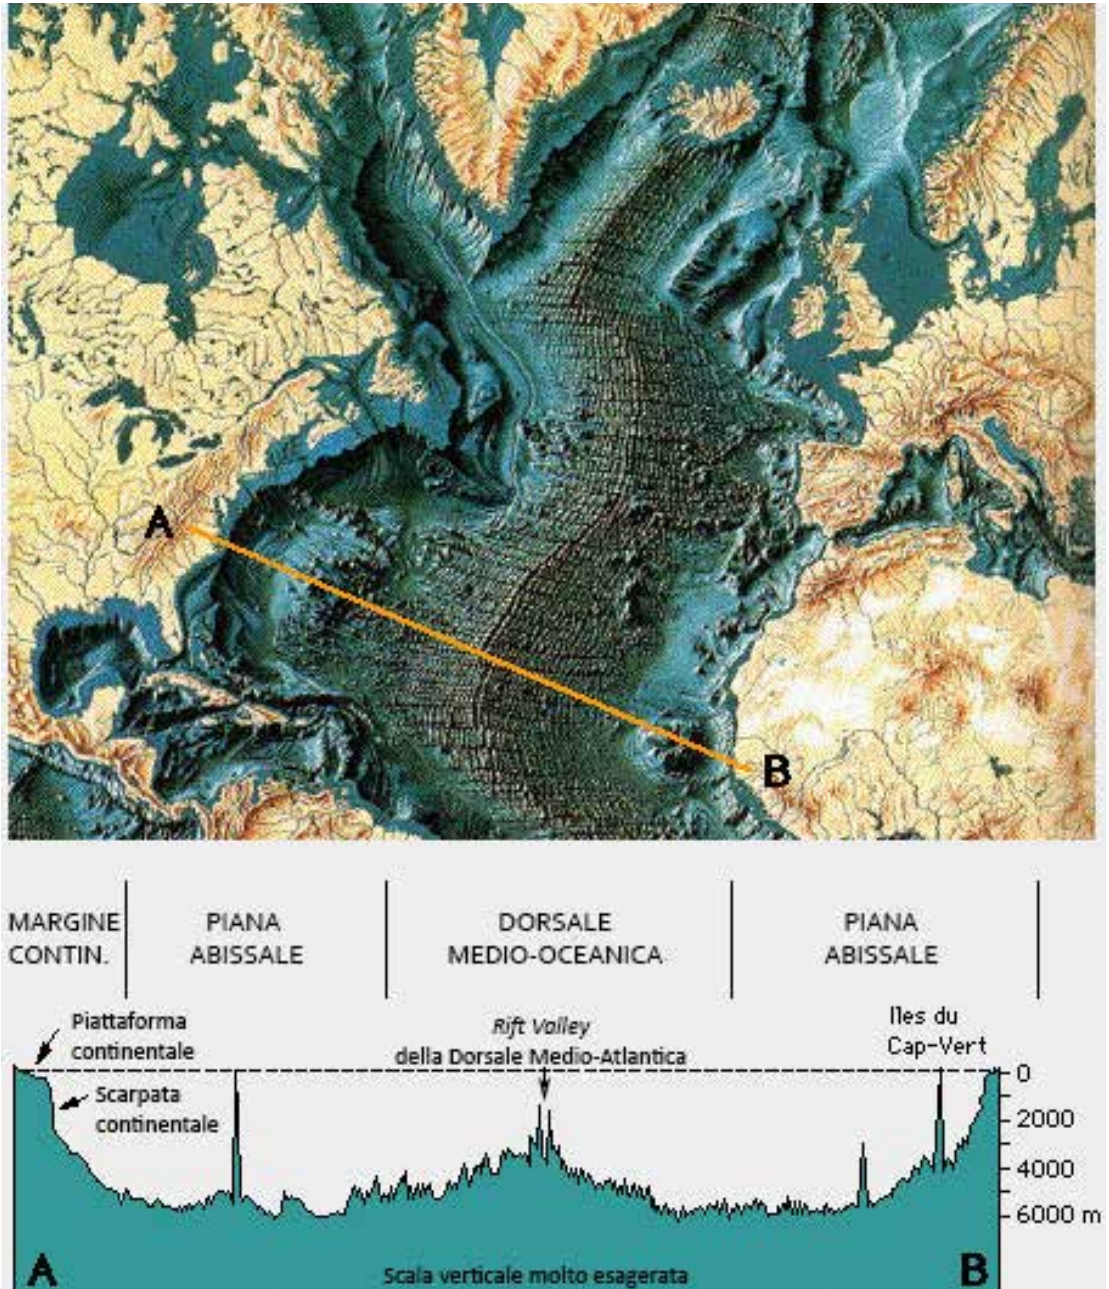 A
B
MARGINE
CONTIN.
PIANA
ABISSALE
DORSALE
MEDIO-OCEANICA
PIANA
ABISSALE
Piattaforma
continentale
Scarpata
continentale
Rift Valley
della Dorsale Medio-Atlantica
Iles du
Cap-Vert
0
2000
4000
6000 m
A
Scala verticale molto esagerata
B